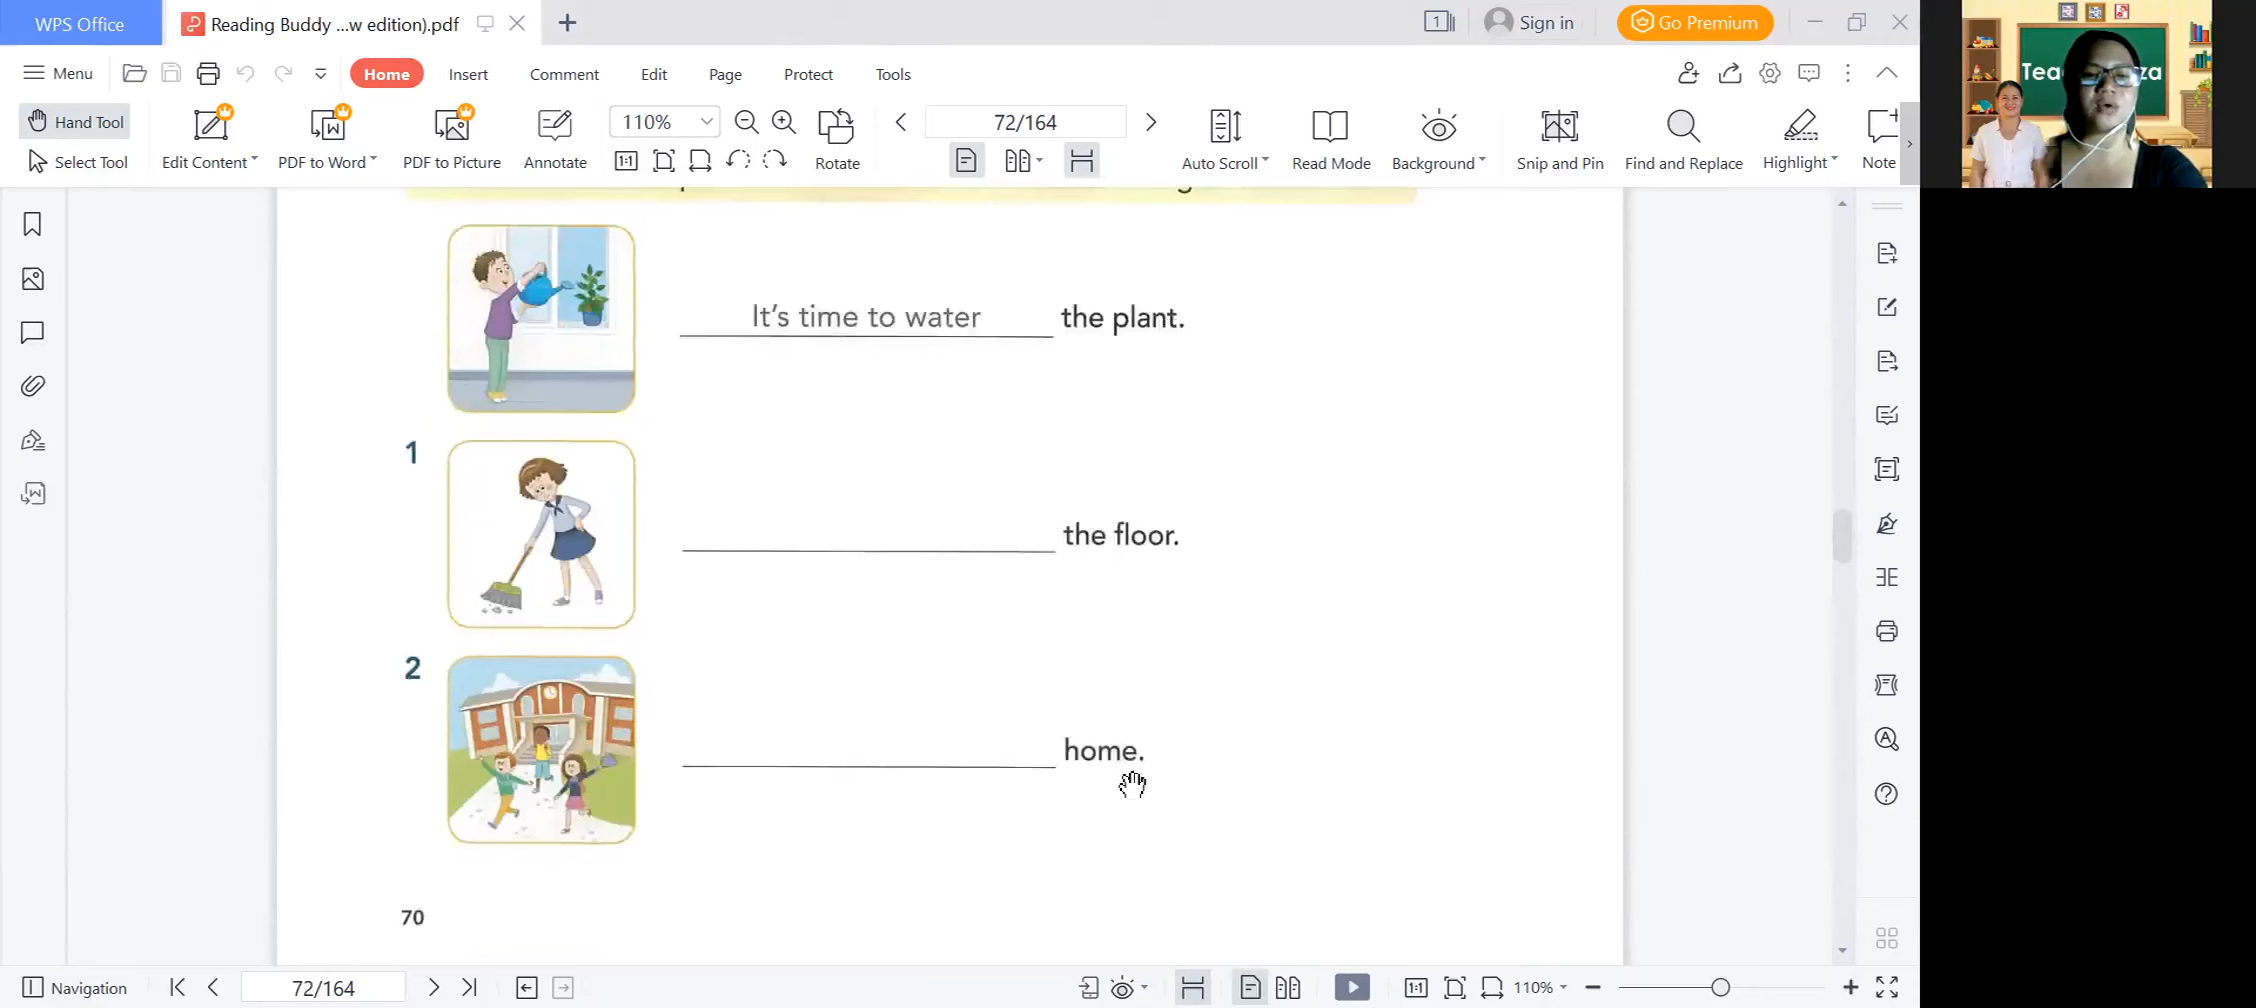 WPS Office
Reading Buddy ...w edition).pdf
Sign in
Go Premium
Menu
Home
Insert
Comment
Edit
Page
Protect
Tools
Hand Tool
Select Tool
Edit Content
PDF to Word
PDF to Picture
Annotate
110%
Rotate
72/164
Auto Scroll
Read Mode
Background
Snip and Pin
Find and Replace
Highlight
Note
It's time to water the plant.
1
the floor.
2
home.
70
Navigation
72/164
110%